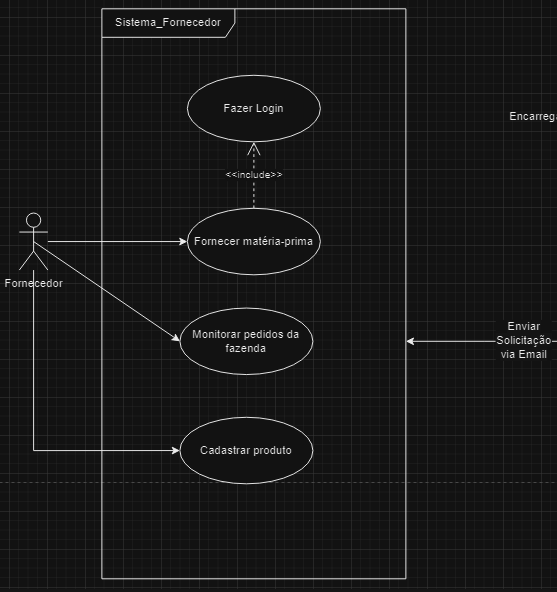 Sistema_Fornecedor
Fazer Login
<<include>>
Fornecer matéria-prima
Fornecedor
Monitorar pedidos da
fazenda
Cadastrar produto
Encarrega
Enviar
Solicitação
via Email